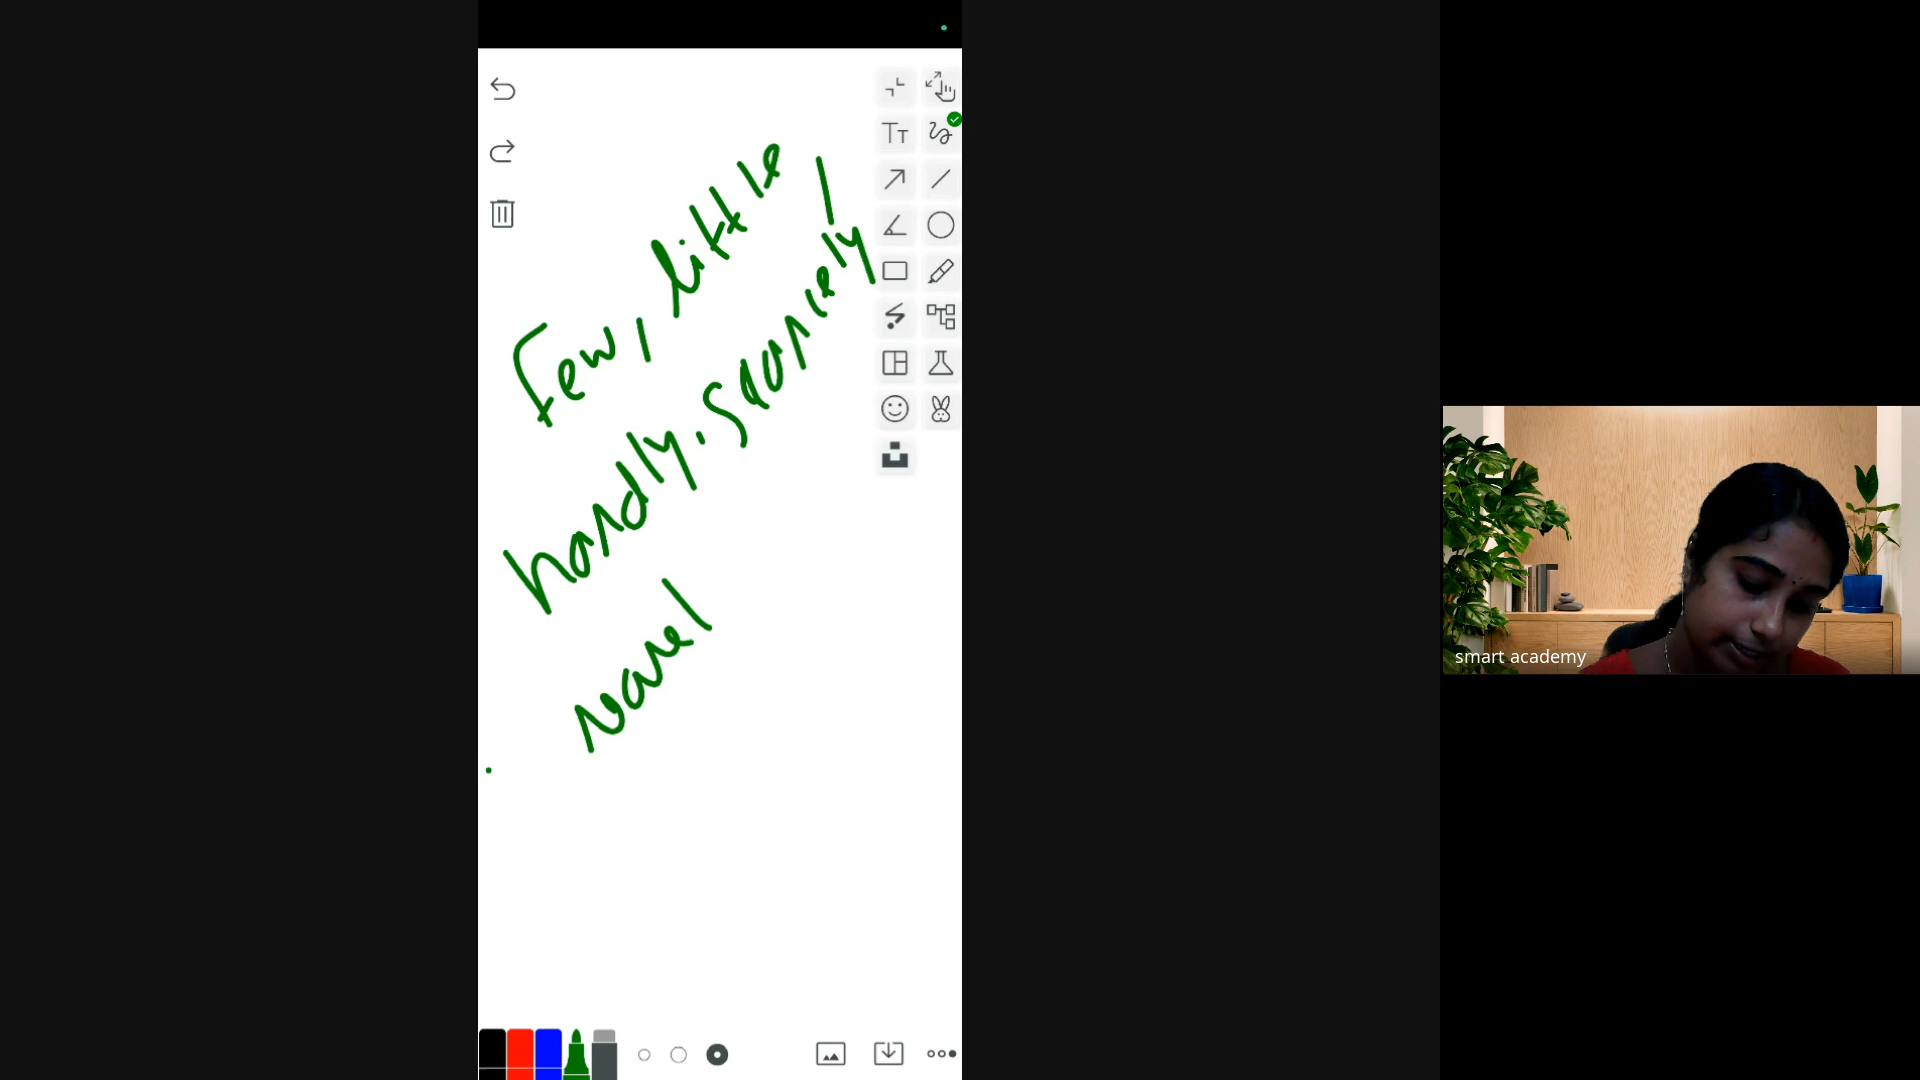 Few, little,
hardly. scarcely
rarel
smart academy